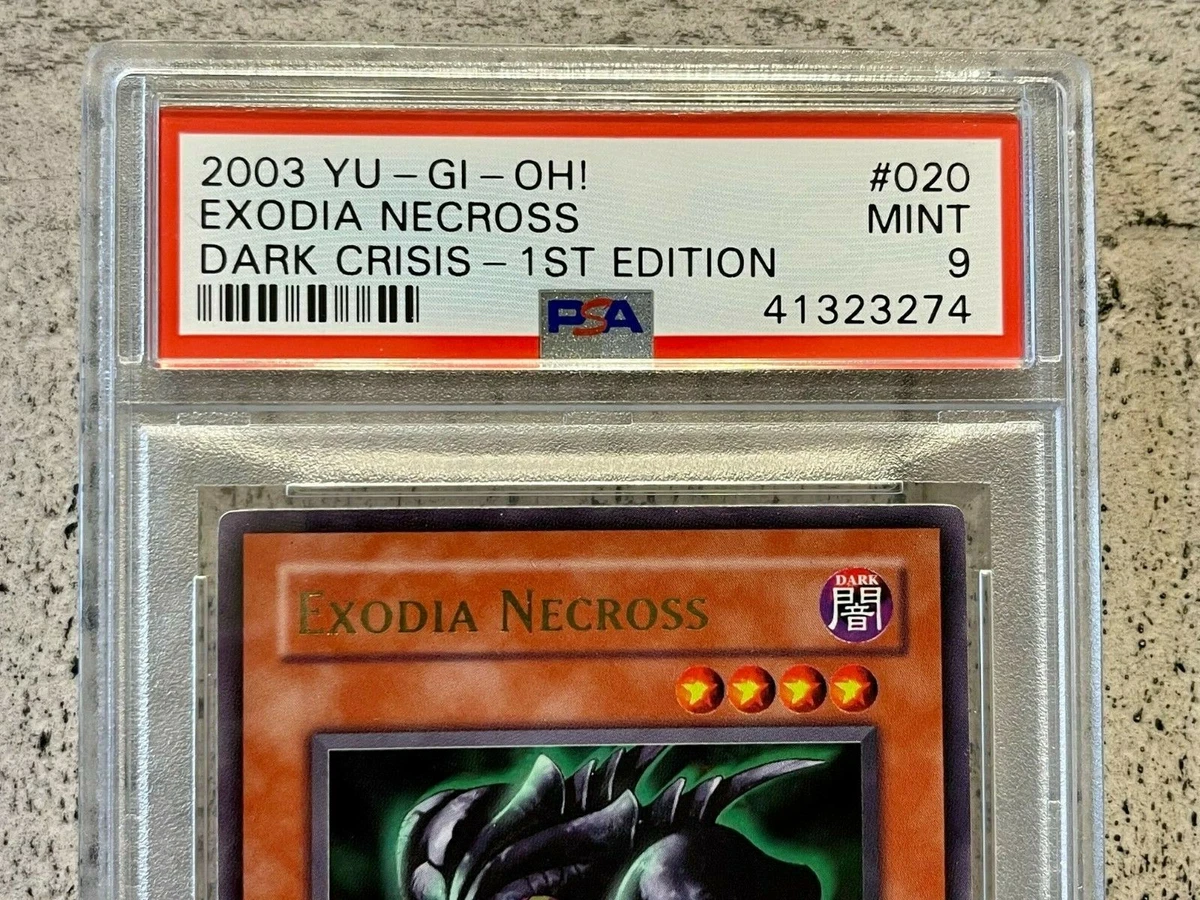 2003 YU-GI-OH! #020
EXODIA NECROSS MINT
DARK CRISIS - 1ST EDITION 9
PSA 41323274
EXODIA NECROSS
DARK
闇